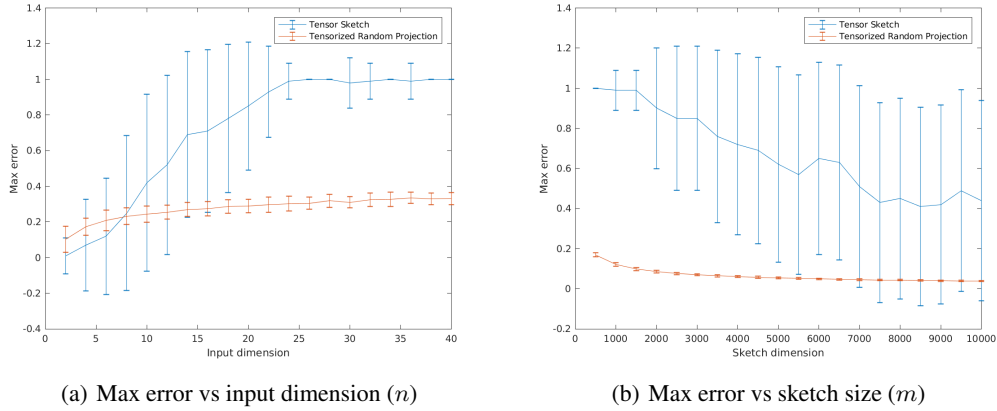 1.4
1.2
1
0.8
0.6
0.4
0.2
0
-0.2
-0.4
Max error
0 5 10 15 20 25 30 35 40
Input dimension
Tensor Sketch
Tensorized Random Projection
(a) Max error vs input dimension (n)
1.4
1.2
1
0.8
0.6
0.4
0.2
0
-0.2
Max error
0 1000 2000 3000 4000 5000 6000 7000 8000 9000 10000
Sketch dimension
Tensor Sketch
Tensorized Random Projection
(b) Max error vs sketch size (m)